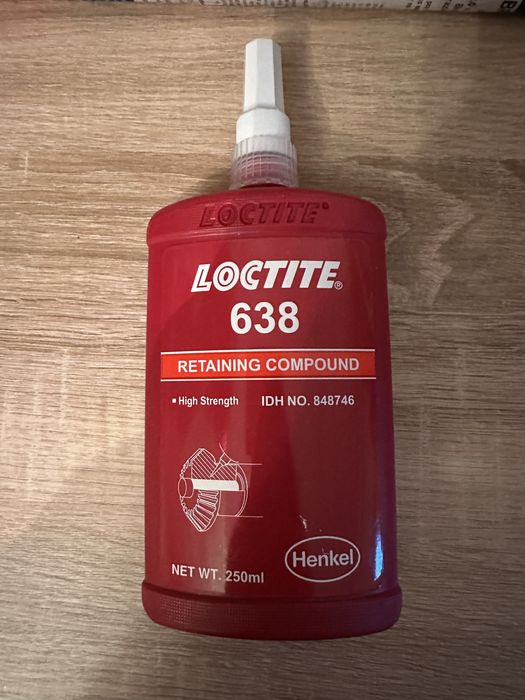 LOCTITE®
LOCTITE®
638
RETAINING COMPOUND
▪ High Strength IDH NO. 848746
Henkel
NET WT. 250ml